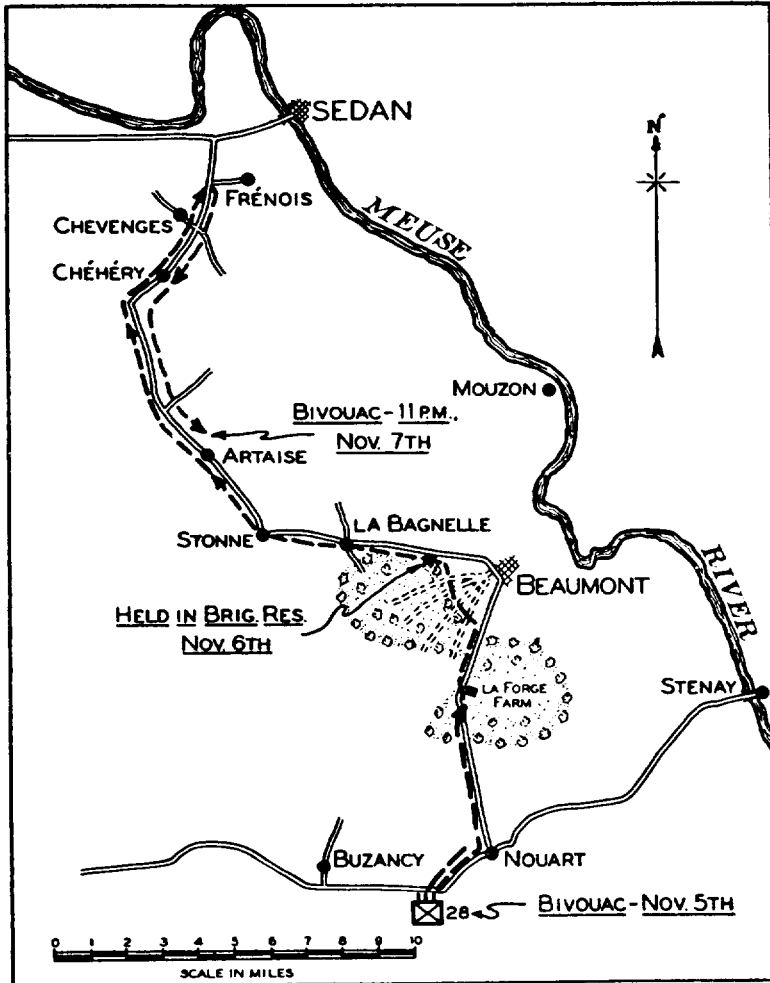 SEDAN
N
FRÉNOIS
CHEVENGES
MEUSE
CHÉHÉRY
MOUZON
BIVOUAC - 11 P.M.,
NOV. 7TH
ARTAISE
LA BAGNELLE
STONNE
BEAUMONT
HELD IN BRIG. RES.
NOV. 6TH
RIVER
LA FORGE
FARM
STENAY
BUZANCY
NOUART
28
BIVOUAC - NOV. 5TH
0 1 2 3 4 5 6 7 8 9 10
SCALE IN MILES